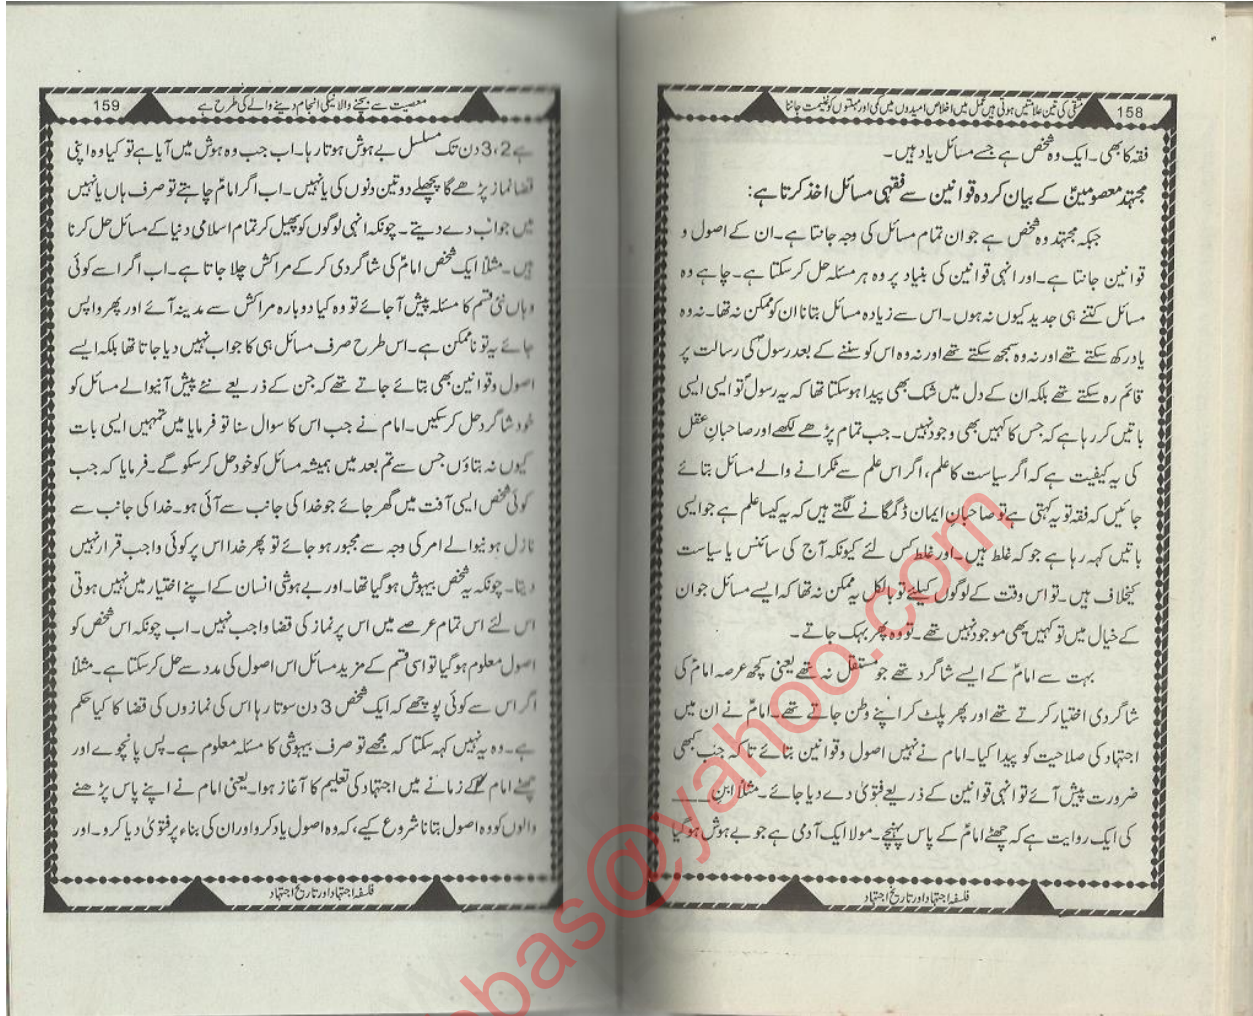 متقی کی تین علامتیں ہوتی ہیں عمل میں اخلاص امیدوں میں کمی اور مہلتوں کو غنیمت جاننا 158
فقہ کا بھی۔ ایک وہ شخص ہے جسے مسائل یاد ہیں۔
مجتہد معصومینؑ کے بیان کردہ قوانین سے فقہی مسائل اخذ کرتا ہے:
جبکہ مجتہد وہ شخص ہے جو ان تمام مسائل کی وجہ جانتا ہے۔ ان کے اصول و
قوانین جانتا ہے۔ اور انہی قوانین کی بنیاد پر وہ ہر مسئلہ حل کرسکتا ہے۔ چاہے وہ
مسائل کتنے ہی جدید کیوں نہ ہوں۔ اس سے زیادہ مسائل بتانا ان کو ممکن نہ تھا۔ نہ وہ
یاد رکھ سکتے تھے اور نہ وہ سمجھ سکتے تھے اور نہ وہ اس کو سننے کے بعد رسولؐ کی رسالت پر
قائم رہ سکتے تھے بلکہ ان کے دل میں شک بھی پیدا ہوسکتا تھا کہ یہ رسولؐ تو ایسی ایسی
باتیں کر رہا ہے کہ جس کا کہیں بھی وجود نہیں۔ جب تمام پڑھے لکھے اور صاحبانِ عقل
کی یہ کیفیت ہے کہ اگر سیاست کا علم، اگر اس علم سے ٹکرانے والے مسائل بتائے
جائیں کہ فقہ تو یہ کہتی ہے تو صاحبان ایمان ڈگمگانے لگتے ہیں کہ یہ کیسا علم ہے جو ایسی
باتیں کہہ رہا ہے جو کہ غلط ہیں۔ اور غلط کس لئے کیونکہ آج کی سائنس یا سیاست
کیخلاف ہیں۔ تو اس وقت کے لوگوں کیلئے تو بالکل یہ ممکن نہ تھا کہ ایسے مسائل جو ان
کے خیال میں تو کہیں بھی موجود نہیں تھے۔ تو وہ پھر بہک جاتے۔
بہت سے امامؑ کے ایسے شاگرد تھے جو مستقل نہ تھے یعنی کچھ عرصہ امامؑ کی
شاگردی اختیار کرتے تھے اور پھر پلٹ کر اپنے وطن جاتے تھے۔ امامؑ نے ان میں
اجتہاد کی صلاحیت کو پیدا کیا۔ امام نے انہیں اصول وقوانین بتائے تاکہ جب کبھی
ضرورت پیش آئے تو انہی قوانین کے ذریعے فتویٰ دے دیا جائے۔ مثلاً ابنِ ____
کی ایک روایت ہے کہ چھٹے امامؑ کے پاس پہنچے۔ مولا ایک آدمی ہے جو بے ہوش ہوگیا
فلسفہ اجتہاد اور تاریخ اجتہاد
معصیت سے بچنے والا نیکی انجام دینے والے کی طرح ہے 159
ہے 2، 3 دن تک مسلسل بے ہوش ہوتا رہا۔ اب جب وہ ہوش میں آیا ہے تو کیا وہ اپنی
قضا نماز پڑھے گا پچھلے دو تین دنوں کی یا نہیں۔ اب اگر امامؑ چاہتے تو صرف ہاں یا نہیں
میں جواب دے دیتے۔ چونکہ انہی لوگوں کو پھیل کر تمام اسلامی دنیا کے مسائل حل کرنا
ہیں۔ مثلاً ایک شخص امامؑ کی شاگردی کر کے مراکش چلا جاتا ہے۔ اب اگر اسے کوئی
وہاں نئی قسم کا مسئلہ پیش آجائے تو وہ کیا دوبارہ مراکش سے مدینہ آئے اور پھر واپس
جائے یہ تو ناممکن ہے۔ اس طرح صرف مسائل ہی کا جواب نہیں دیا جاتا تھا بلکہ ایسے
اصول وقوانین بھی بتائے جاتے تھے کہ جن کے ذریعے نئے پیش آنیوالے مسائل کو
خود شاگرد حل کرسکیں۔ امام نے جب اس کا سوال سنا تو فرمایا میں تمہیں ایسی بات
کیوں نہ بتاؤں جس سے تم بعد میں ہمیشہ مسائل کو خود حل کرسکو گے۔ فرمایا کہ جب
کوئی شخص ایسی آفت میں گھر جائے جو خدا کی جانب سے آئی ہو۔ خدا کی جانب سے
نازل ہونیوالے امر کی وجہ سے مجبور ہو جائے تو پھر خدا اس پر کوئی واجب قرار نہیں
دیتا۔ چونکہ یہ شخص بیہوش ہوگیا تھا۔ اور بے ہوشی انسان کے اپنے اختیار میں نہیں ہوتی
اس لئے اس تمام عرصے میں اس پر نماز کی قضا واجب نہیں۔ اب چونکہ اس شخص کو
اصول معلوم ہوگیا تو اسی قسم کے مزید مسائل اس اصول کی مدد سے حل کرسکتا ہے۔ مثلاً
اگر اس سے کوئی پوچھے کہ ایک شخص 3 دن سوتا رہا اس کی نمازوں کی قضا کا کیا حکم
ہے۔ وہ یہ نہیں کہہ سکتا کہ مجھے تو صرف بیہوشی کا مسئلہ معلوم ہے۔ پس پانچوے اور
چھٹے امام کے زمانے میں اجتہاد کی تعلیم کا آغاز ہوا۔ یعنی امام نے اپنے پاس پڑھنے
والوں کو وہ اصول بتانا شروع کیے، کہ وہ اصول یاد کرو اور ان کی بناء پر فتویٰ دیا کرو۔ اور
فلسفہ اجتہاد اور تاریخ اجتہاد
bas@yahoo.com